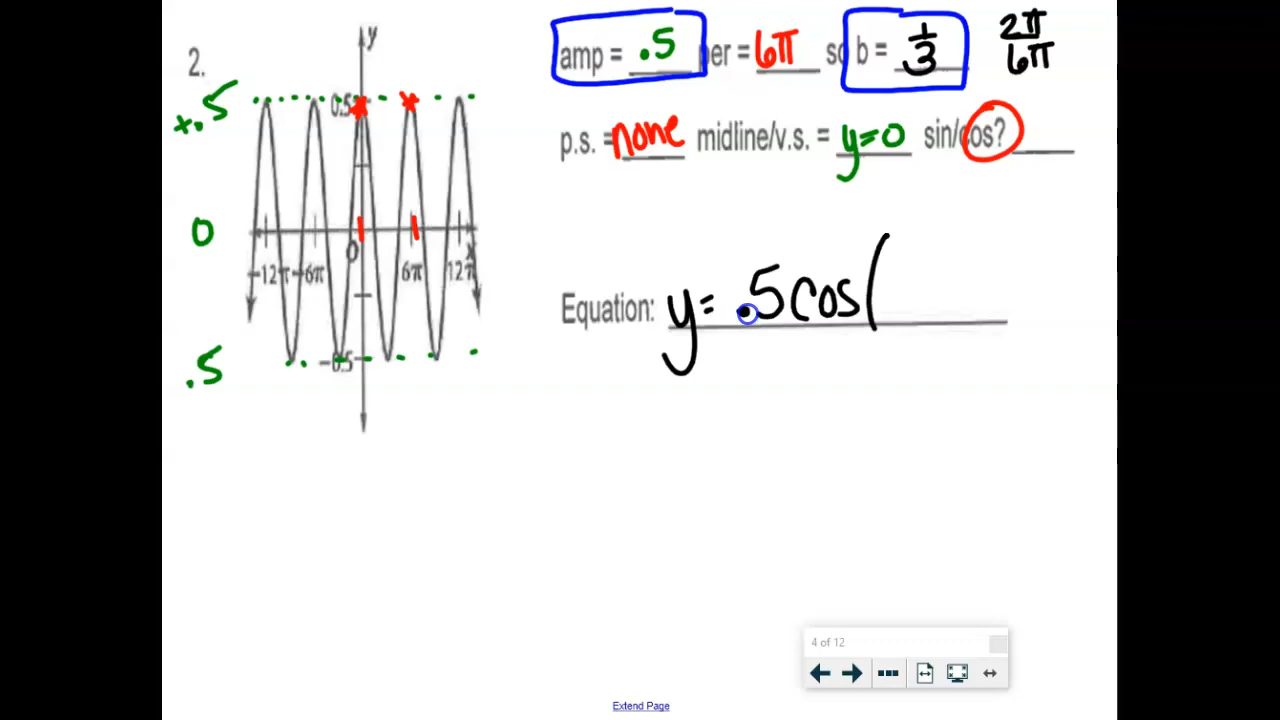 2.
y
+.5
0.5
0
0
x
-12π
-6π
6π
12π
.5
-0.5
amp = .5 per = 6π so b = 1/3
2π/6π
p.s. = none midline/v.s. = y=0 sin/cos?
Equation: y= .5cos(
4 of 12
Extend Page